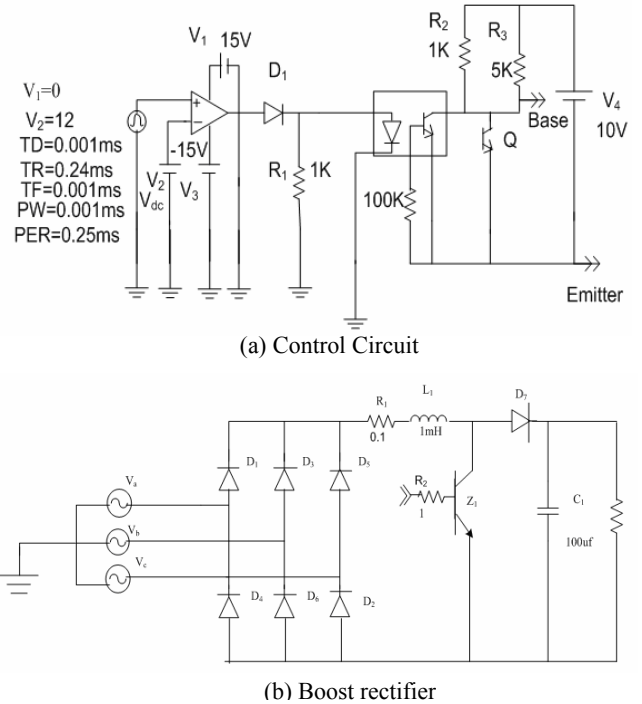 V1 15V
D1
R2
1K
R3
5K
V4
10V
Base
Q
V1=0
V2=12
TD=0.001ms
TR=0.24ms
TF=0.001ms
PW=0.001ms
PER=0.25ms
+
−
-15V
V2
Vdc
V3
R1 1K
100K
Emitter
(a) Control Circuit
R1
0.1
L1
1mH
D7
D1
D3
D5
Va
Vb
Vc
R2
1
Z1
C1
100uf
D4
D6
D2
(b) Boost rectifier